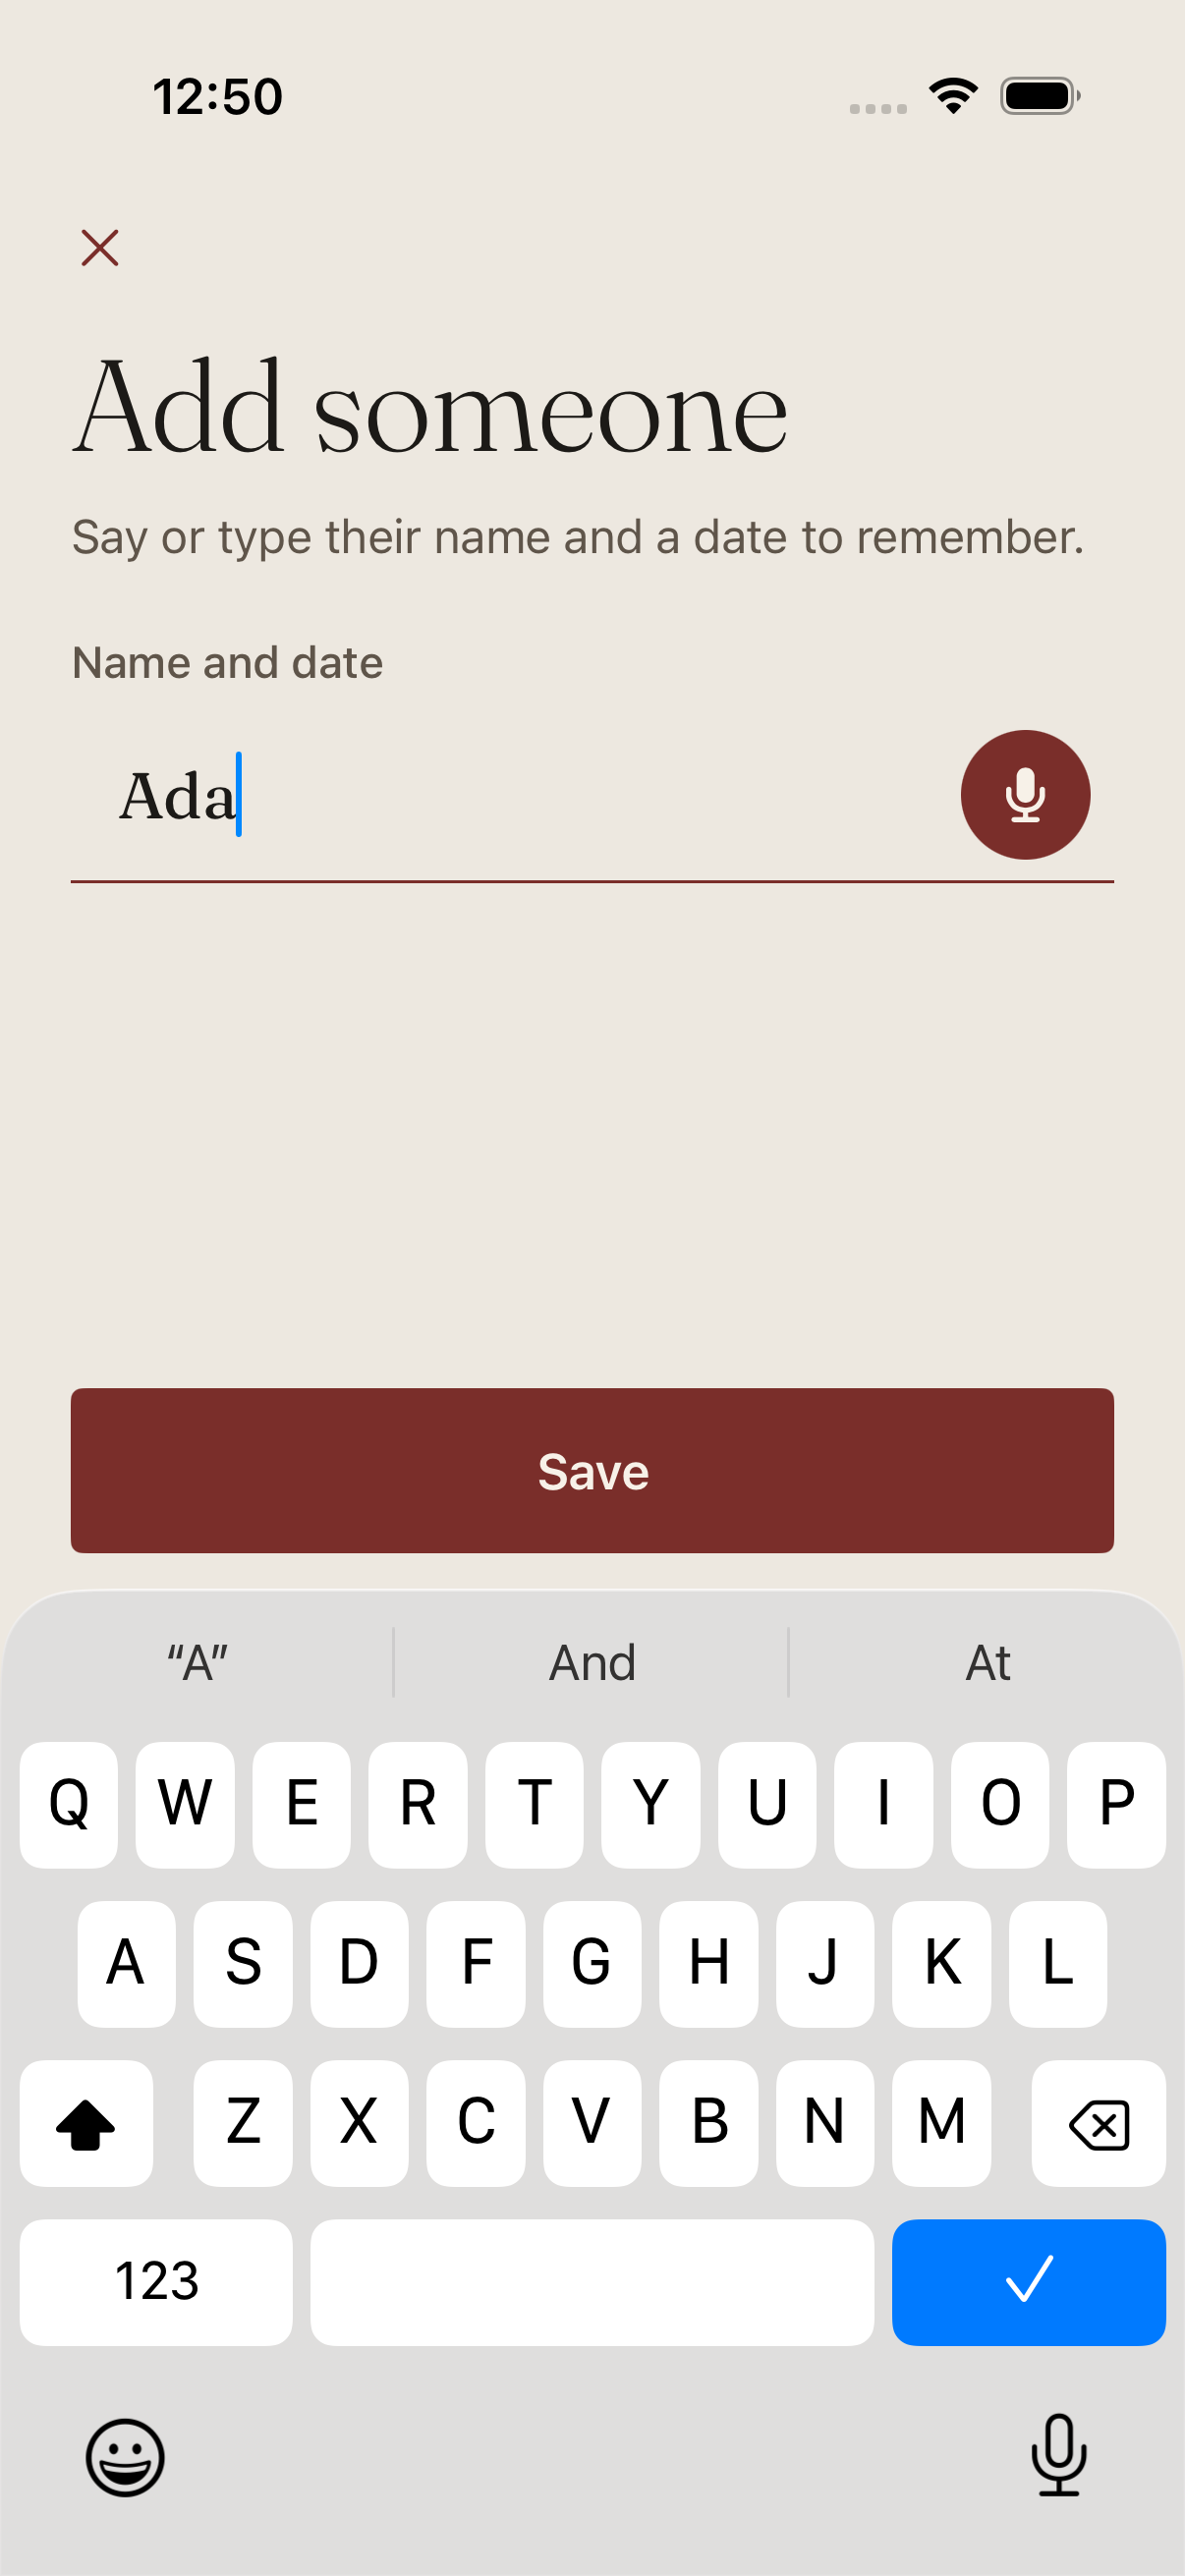 12:50
Add someone
Say or type their name and a date to remember.
Name and date
Ada
Save
“A” And At
Q W E R T Y U I O P
A S D F G H J K L
Z X C V B N M
123